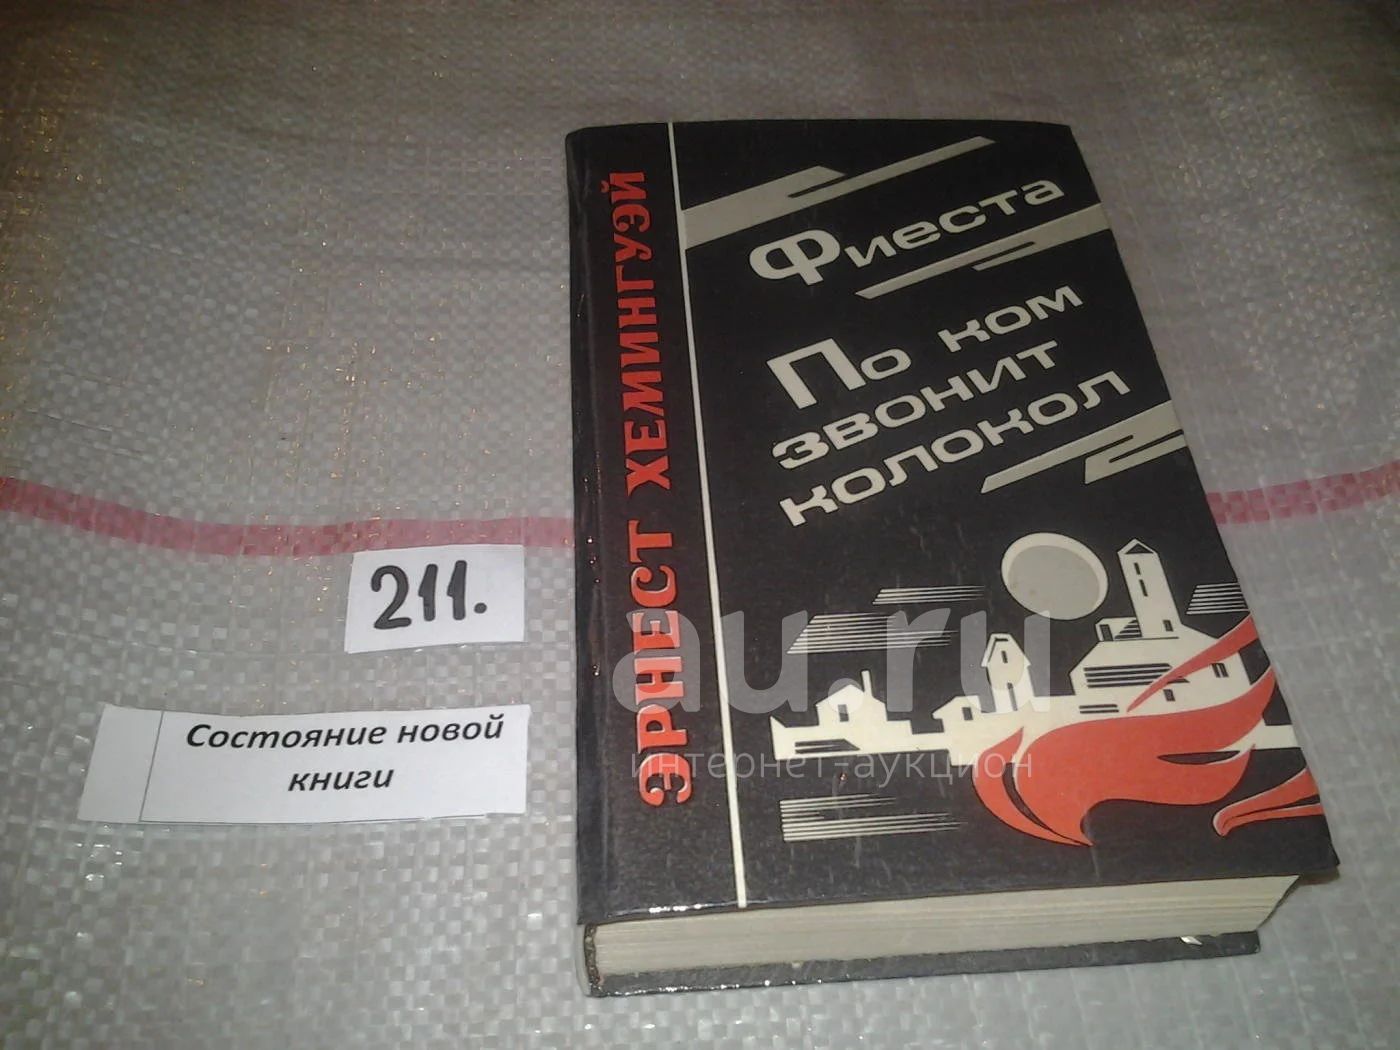 ЭРНЕСТ ХЕМИНГУЭЙ
Фиеста
По ком
звонит
колокол
211.
Состояние новой
книги
au.ru
интернет-аукцион